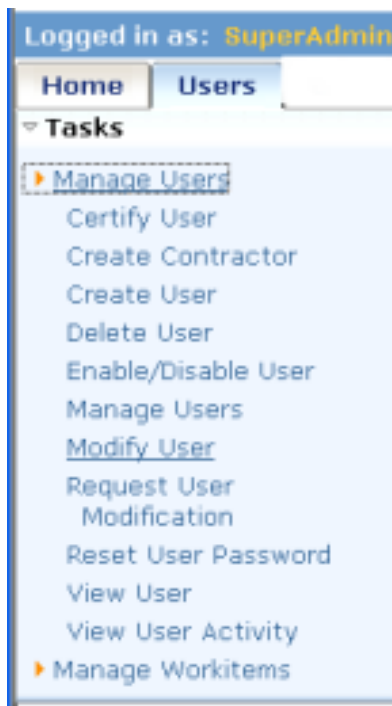 Logged in as: SuperAdmin
Home Users
Tasks
Manage Users
Certify User
Create Contractor
Create User
Delete User
Enable/Disable User
Manage Users
Modify User
Request User
Modification
Reset User Password
View User
View User Activity
Manage Workitems